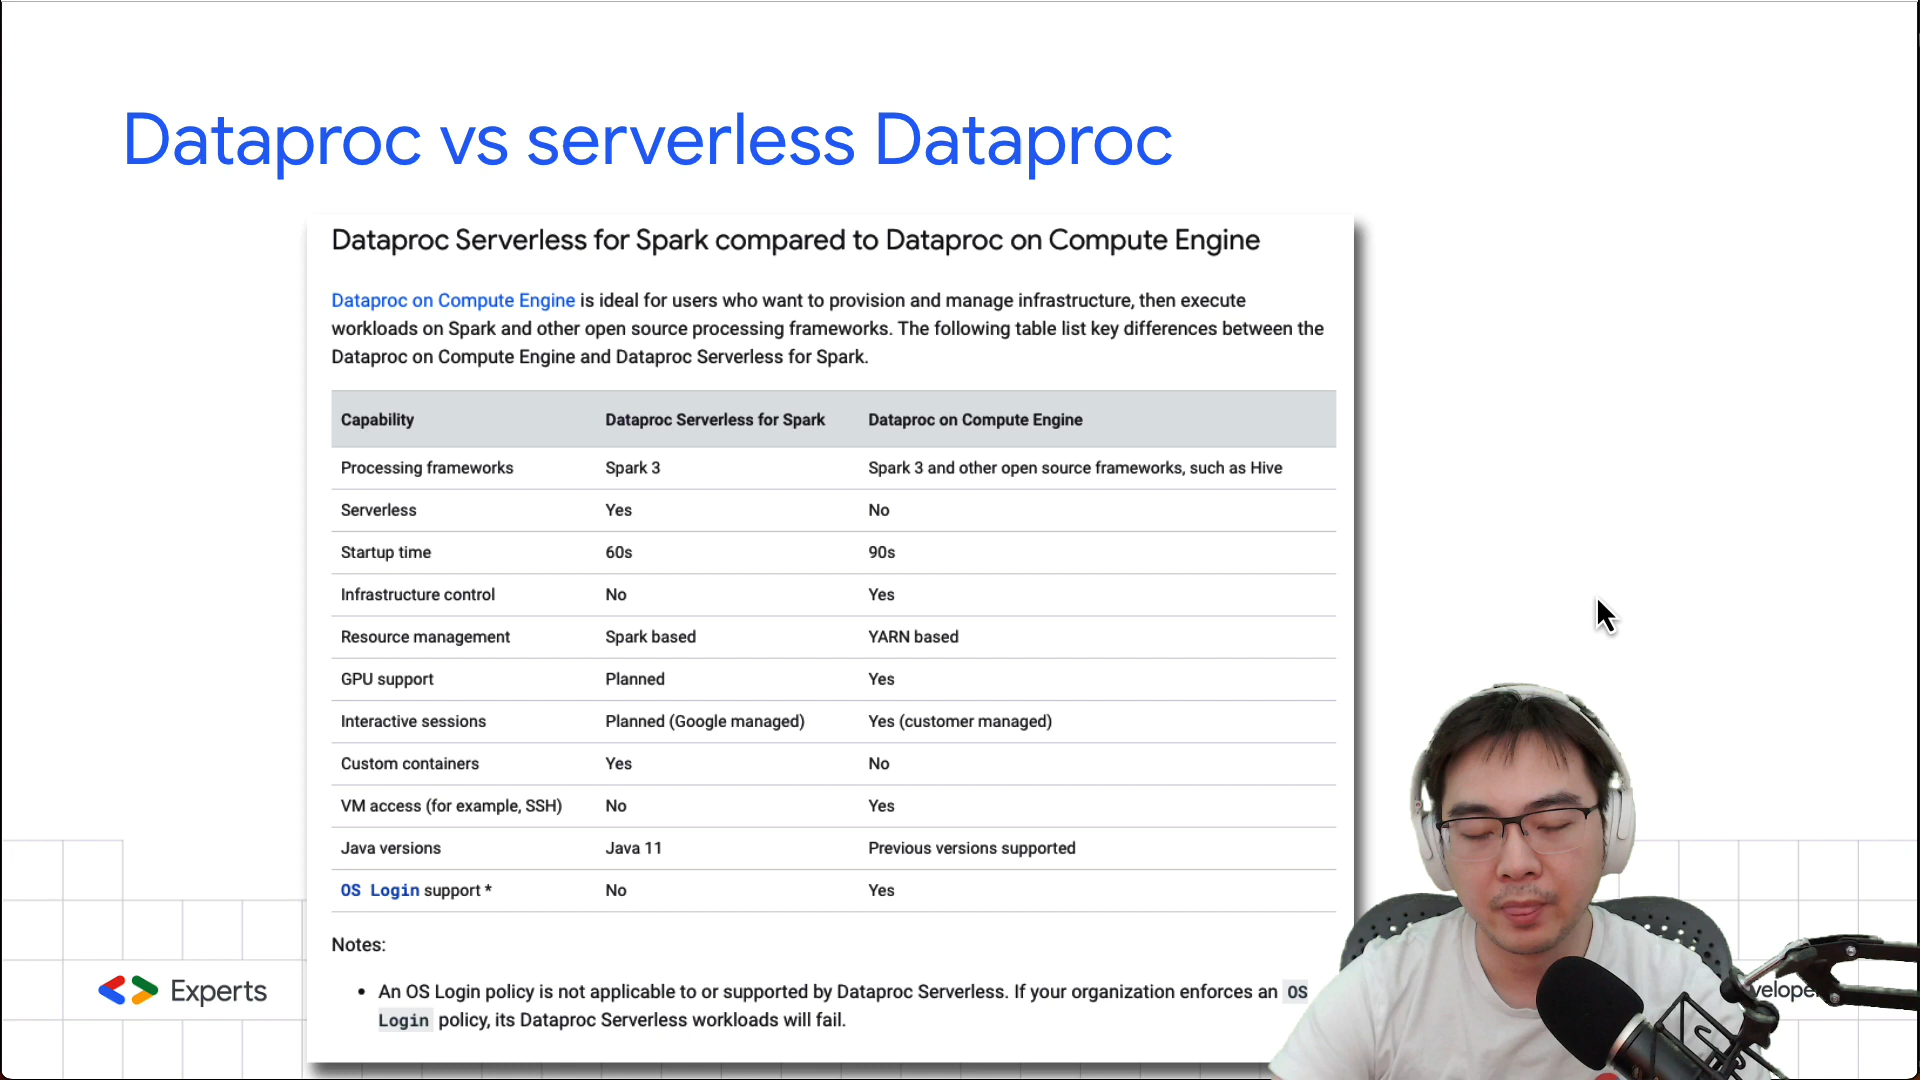 Dataproc vs serverless Dataproc
Dataproc Serverless for Spark compared to Dataproc on Compute Engine
Dataproc on Compute Engine is ideal for users who want to provision and manage infrastructure, then execute
workloads on Spark and other open source processing frameworks. The following table list key differences between the
Dataproc on Compute Engine and Dataproc Serverless for Spark.
Capability Dataproc Serverless for Spark Dataproc on Compute Engine
Processing frameworks Spark 3 Spark 3 and other open source frameworks, such as Hive
Serverless Yes No
Startup time 60s 90s
Infrastructure control No Yes
Resource management Spark based YARN based
GPU support Planned Yes
Interactive sessions Planned (Google managed) Yes (customer managed)
Custom containers Yes No
VM access (for example, SSH) No Yes
Java versions Java 11 Previous versions supported
OS Login support * No Yes
Notes:
• An OS Login policy is not applicable to or supported by Dataproc Serverless. If your organization enforces an OS
Login policy, its Dataproc Serverless workloads will fail.
Experts